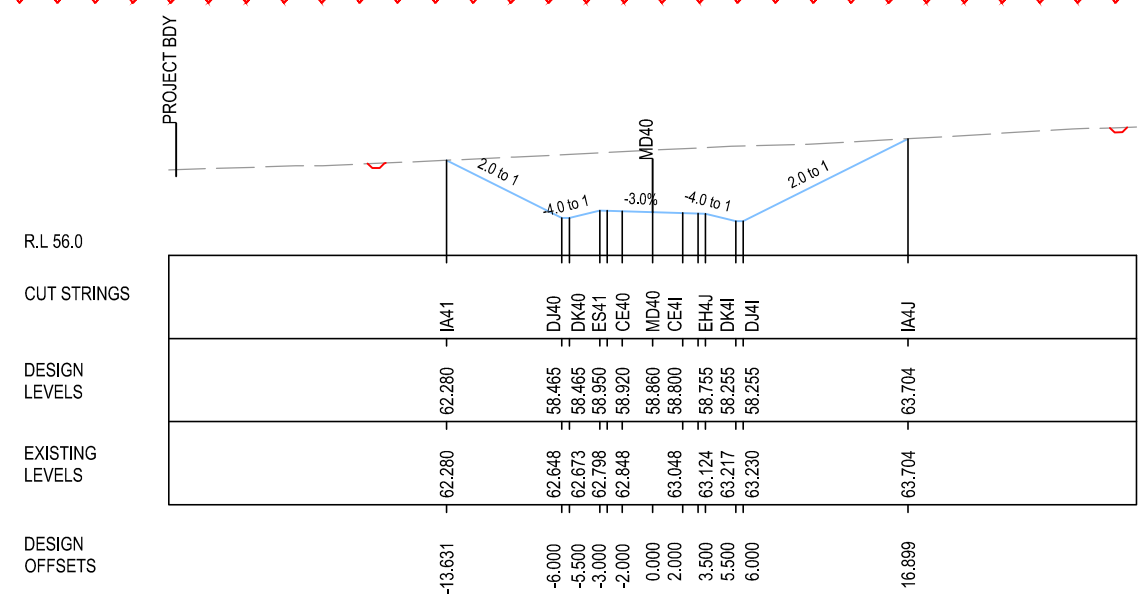 PROJECT BDY
MD40
2.0 to 1
-4.0 to 1
-3.0%
-4.0 to 1
2.0 to 1
R.L 56.0
CUT STRINGS
IA41
DJ40
DK40
ES41
CE40
MD40
CE4I
EH4J
DK4I
DJ4I
IA4J
DESIGN
LEVELS
62.280
58.465
58.465
58.950
58.920
58.860
58.800
58.755
58.255
58.255
63.704
EXISTING
LEVELS
62.280
62.648
62.673
62.798
62.848
63.048
63.124
63.217
63.230
63.704
DESIGN
OFFSETS
-13.631
-6.000
-5.500
-3.000
-2.000
0.000
2.000
3.500
5.500
6.000
16.899